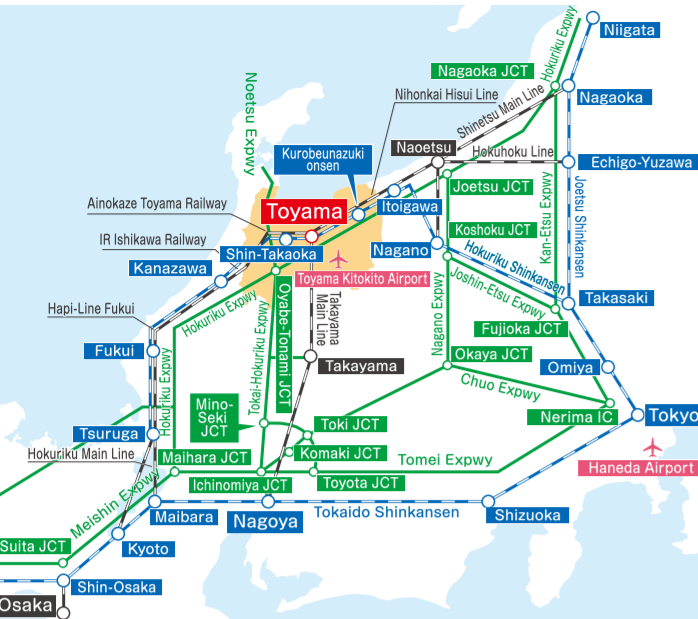 Niigata
Hokuriku Expwy
Nagaoka JCT
Noetsu Expwy
Nihonkai Hisui Line
Shinetsu Main Line
Nagaoka
Kurobeunazuki
onsen
Naoetsu
Hokuhoku Line
Echigo-Yuzawa
Ainokaze Toyama Railway
Toyama
Itoigawa
Joetsu JCT
Kan-Etsu Expwy
Joetsu Shinkansen
IR Ishikawa Railway
Shin-Takaoka
Nagano
Koshoku JCT
Hokuriku Shinkansen
Kanazawa
Toyama Kitokito Airport
Joshin-Etsu Expwy
Takasaki
Hapi-Line Fukui
Hokuriku Expwy
Oyabe-Tonami JCT
Takayama
Main Line
Nagano Expwy
Fujioka JCT
Fukui
Hokuriku Expwy
Tokai-Hokuriku Expwy
Takayama
Okaya JCT
Omiya
Chuo Expwy
Mino-
Seki
JCT
Toki JCT
Nerima IC
Tokyo
Tsuruga
Hokuriku Main Line
Maihara JCT
Komaki JCT
Tomei Expwy
Haneda Airport
Ichinomiya JCT
Toyota JCT
Meishin Expwy
Maibara
Nagoya
Tokaido Shinkansen
Shizuoka
Suita JCT
Kyoto
Shin-Osaka
Osaka